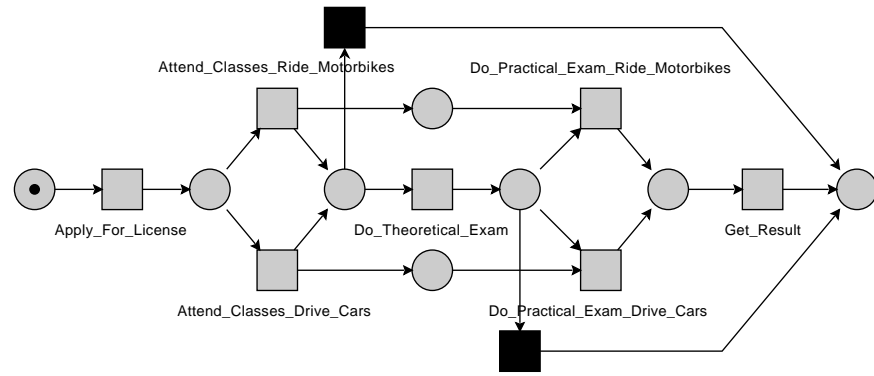 Attend_Classes_Ride_Motorbikes
Do_Practical_Exam_Ride_Motorbikes
Apply_For_License
Do_Theoretical_Exam
Get_Result
Attend_Classes_Drive_Cars
Do_Practical_Exam_Drive_Cars